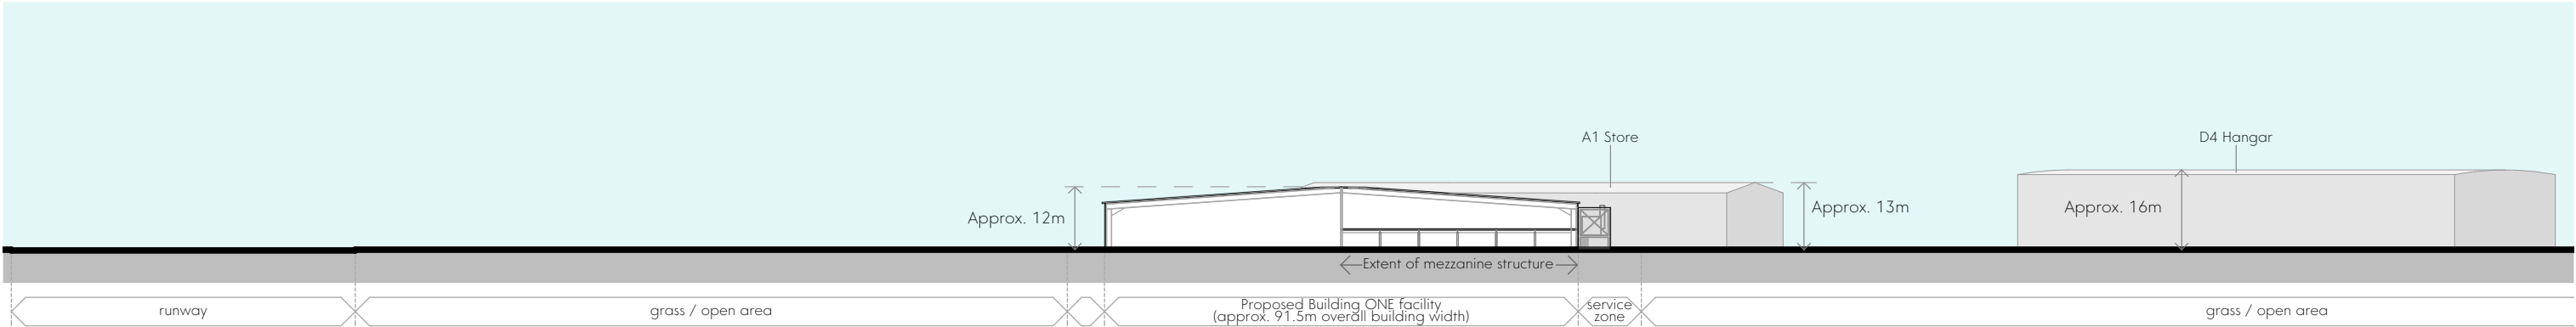 A1 Store
D4 Hangar
Approx. 12m
Approx. 13m
Approx. 16m
Extent of mezzanine structure
runway
grass / open area
Proposed Building ONE facility
(approx. 91.5m overall building width)
service
zone
grass / open area